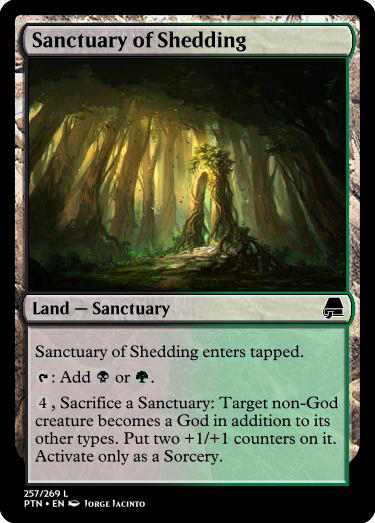 Sanctuary of Shedding
Land — Sanctuary
Sanctuary of Shedding enters tapped.
: Add or .
4 , Sacrifice a Sanctuary: Target non-God
creature becomes a God in addition to its
other types. Put two +1/+1 counters on it.
Activate only as a Sorcery.
257/269 L
PTN • EN Jorge Jacinto